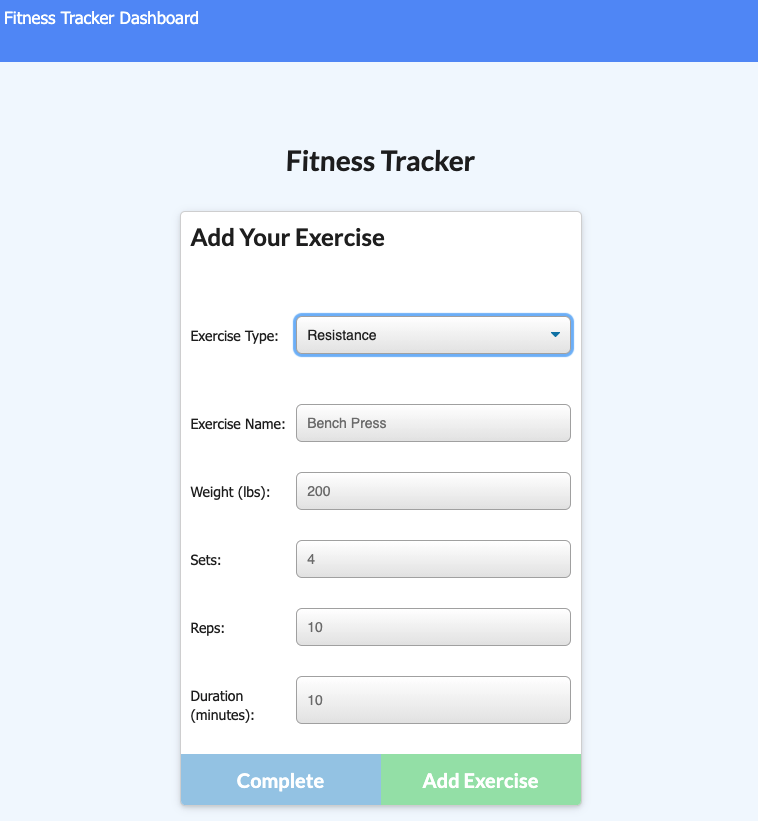 Fitness Tracker Dashboard
Fitness Tracker
Add Your Exercise
Exercise Type: Resistance
Exercise Name: Bench Press
Weight (lbs): 200
Sets: 4
Reps: 10
Duration (minutes): 10
Complete Add Exercise